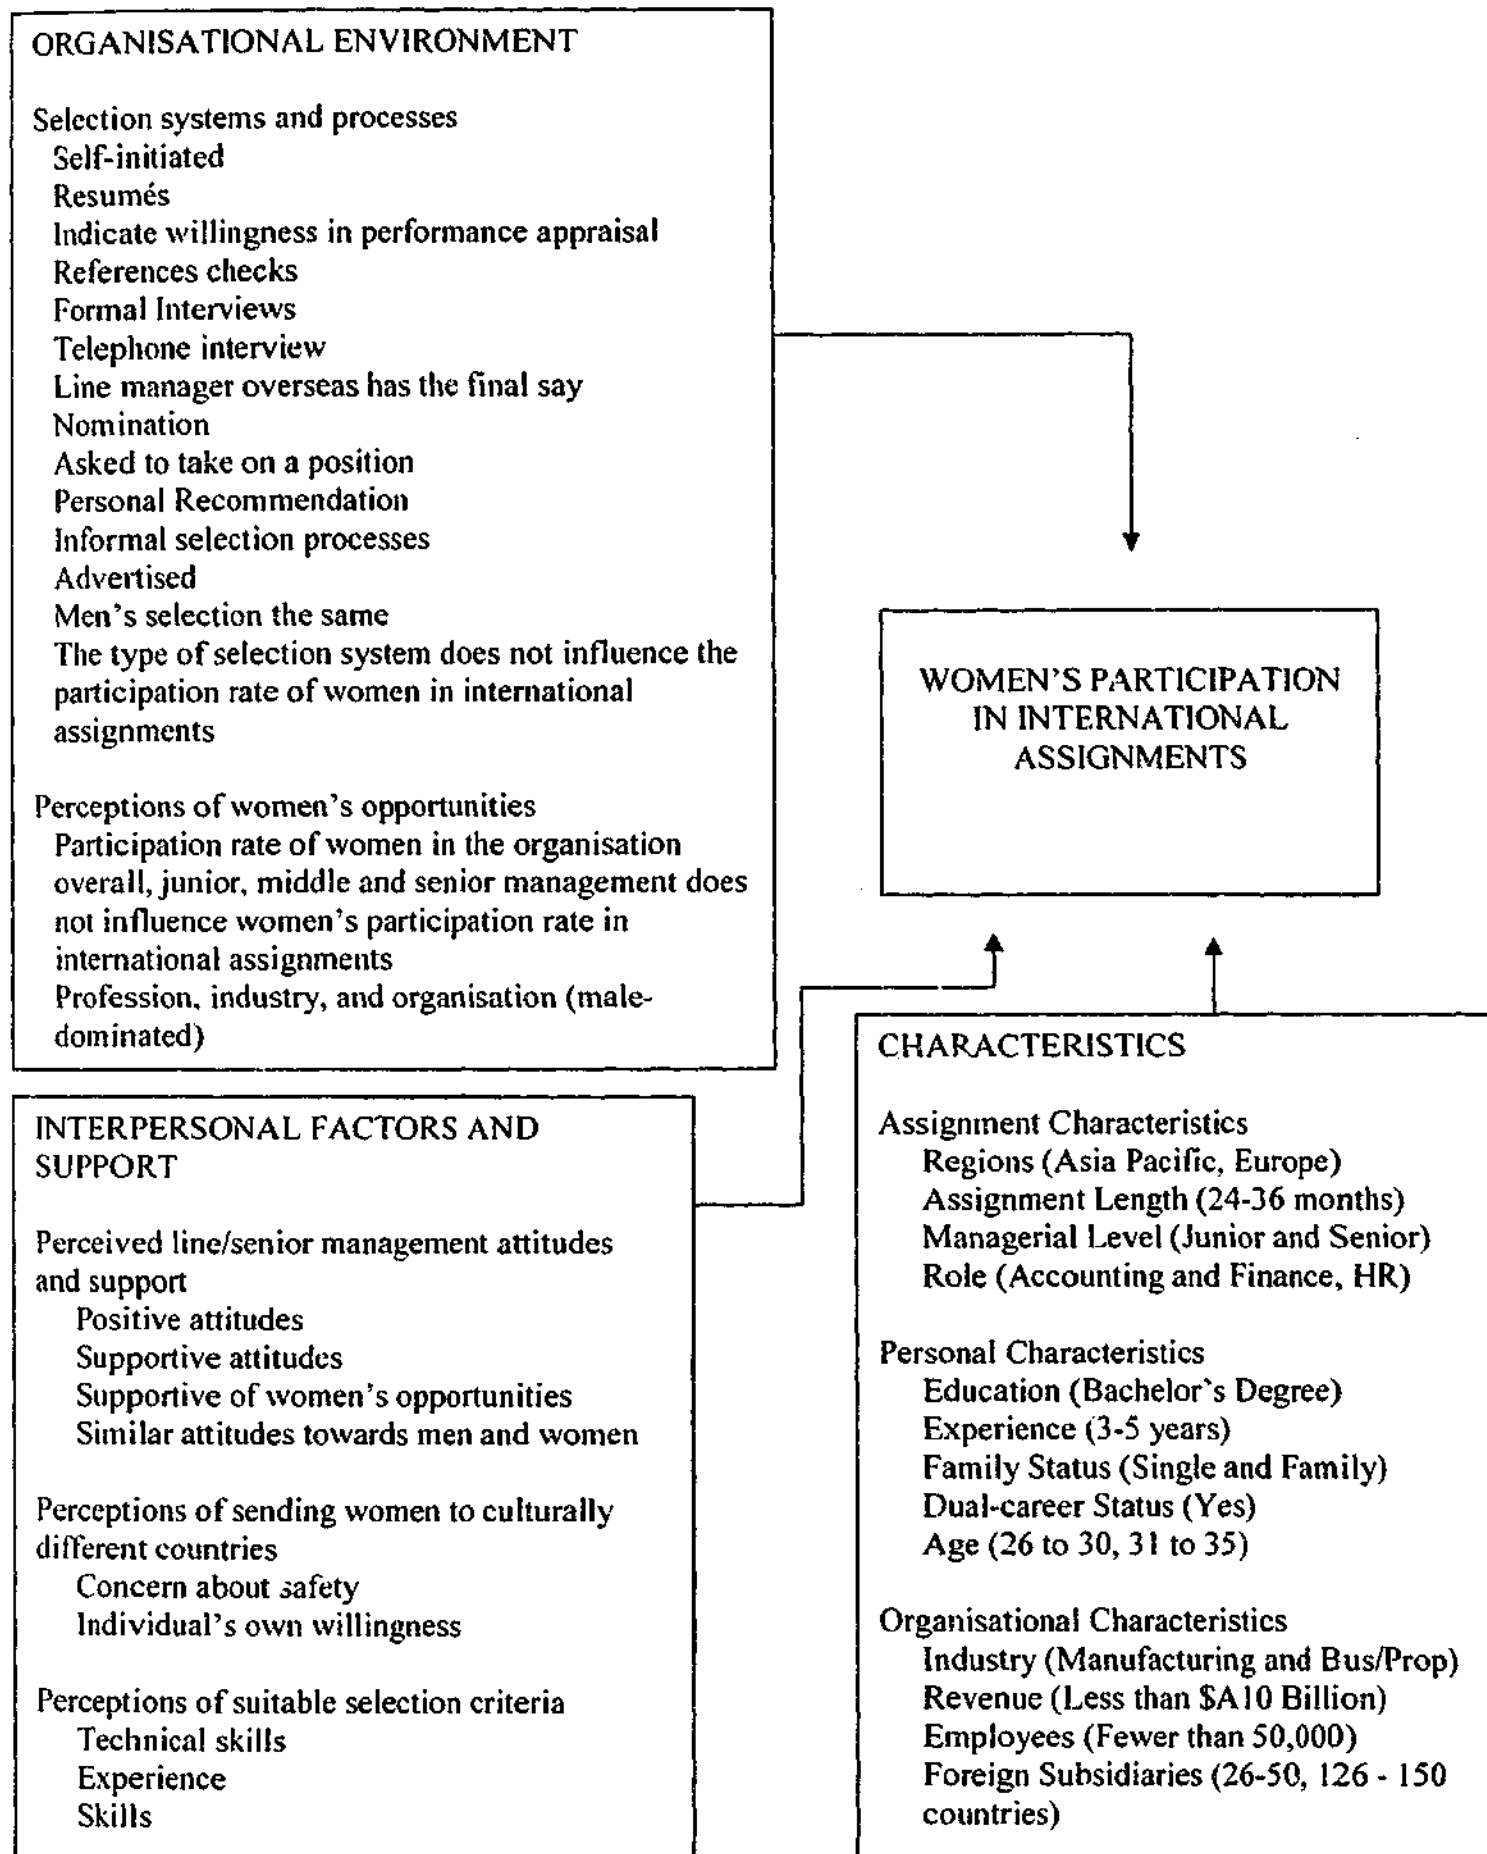 ORGANISATIONAL ENVIRONMENT
Selection systems and processes
Self-initiated
Resumés
Indicate willingness in performance appraisal
References checks
Formal Interviews
Telephone interview
Line manager overseas has the final say
Nomination
Asked to take on a position
Personal Recommendation
Informal selection processes
Advertised
Men's selection the same
The type of selection system does not influence the
participation rate of women in international
assignments
Perceptions of women's opportunities
Participation rate of women in the organisation
overall, junior, middle and senior management does
not influence women's participation rate in
international assignments
Profession, industry, and organisation (male-
dominated)
WOMEN'S PARTICIPATION
IN INTERNATIONAL
ASSIGNMENTS
INTERPERSONAL FACTORS AND
SUPPORT
Perceived line/senior management attitudes
and support
Positive attitudes
Supportive attitudes
Supportive of women's opportunities
Similar attitudes towards men and women
Perceptions of sending women to culturally
different countries
Concern about safety
Individual's own willingness
Perceptions of suitable selection criteria
Technical skills
Experience
Skills
CHARACTERISTICS
Assignment Characteristics
Regions (Asia Pacific, Europe)
Assignment Length (24-36 months)
Managerial Level (Junior and Senior)
Role (Accounting and Finance, HR)
Personal Characteristics
Education (Bachelor's Degree)
Experience (3-5 years)
Family Status (Single and Family)
Dual-career Status (Yes)
Age (26 to 30, 31 to 35)
Organisational Characteristics
Industry (Manufacturing and Bus/Prop)
Revenue (Less than $A10 Billion)
Employees (Fewer than 50,000)
Foreign Subsidiaries (26-50, 126 - 150
countries)